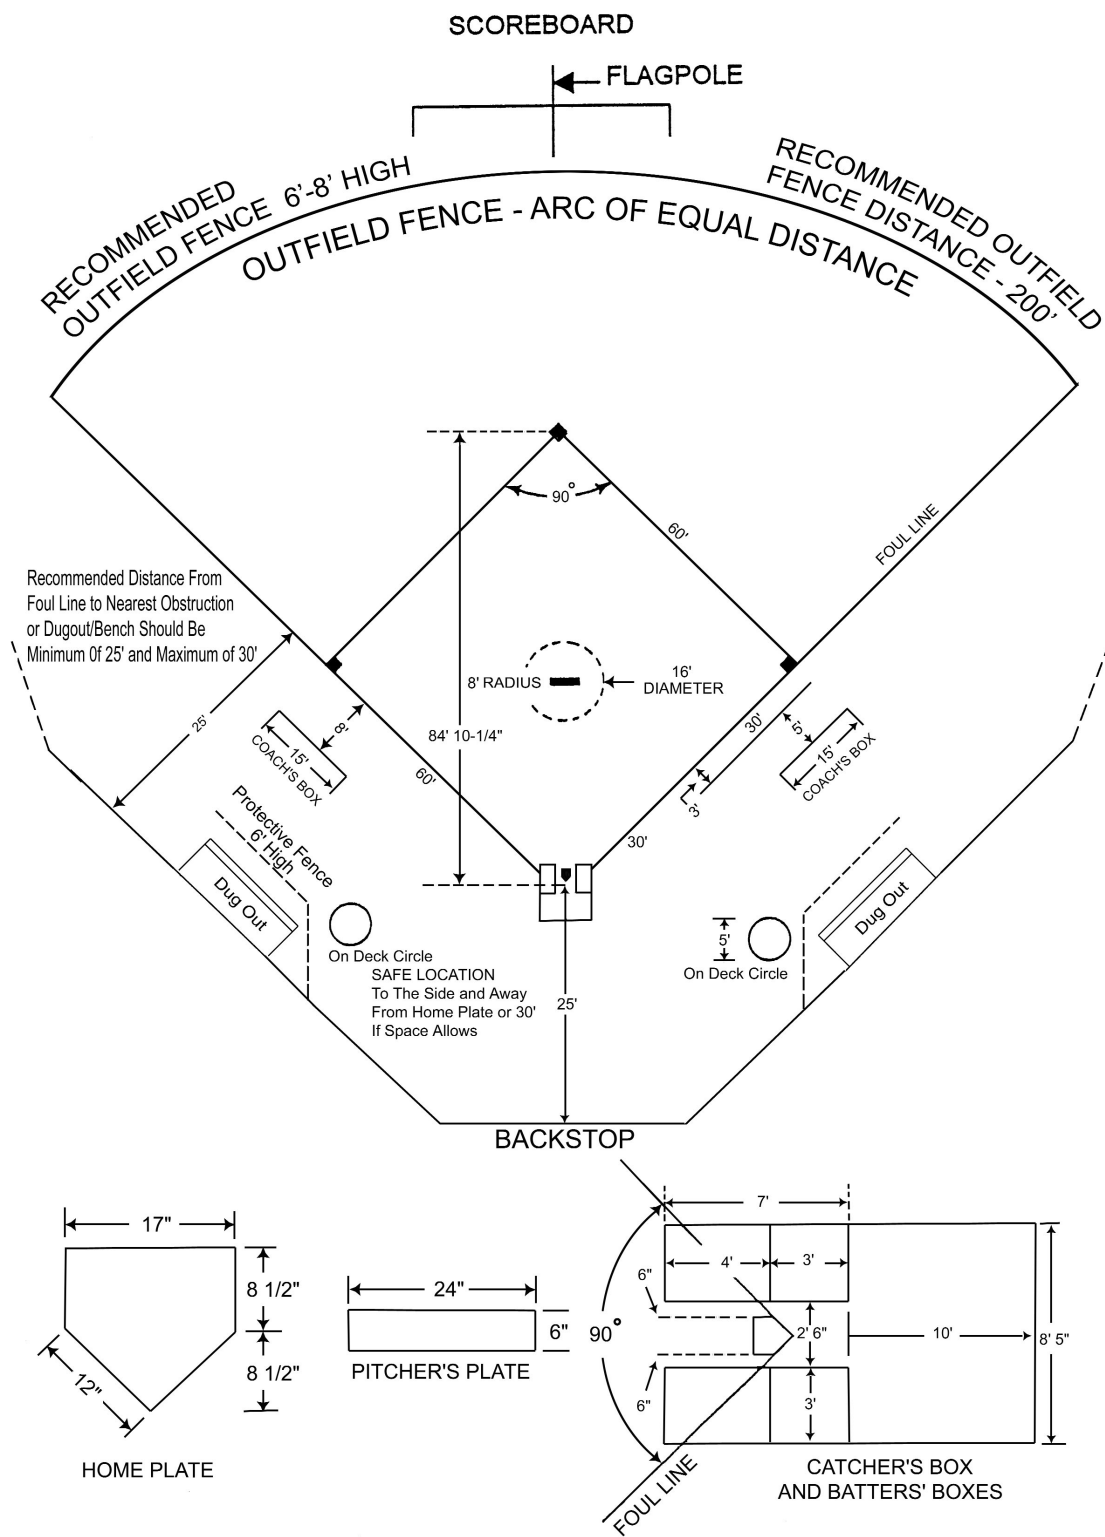 SCOREBOARD
FLAGPOLE
RECOMMENDED
OUTFIELD FENCE 6'-8' HIGH
RECOMMENDED OUTFIELD
FENCE DISTANCE - 200'
OUTFIELD FENCE - ARC OF EQUAL DISTANCE
90°
60'
FOUL LINE
Recommended Distance From
Foul Line to Nearest Obstruction
or Dugout/Bench Should Be
Minimum 0f 25' and Maximum of 30'
8' RADIUS
16'
DIAMETER
25'
8'
15'
COACH'S BOX
84' 10-1/4"
60'
30'
5'
15'
COACH'S BOX
3'
30'
Protective Fence
6' High
Dug Out
Dug Out
On Deck Circle
5'
On Deck Circle
SAFE LOCATION
To The Side and Away
From Home Plate or 30'
If Space Allows
25'
BACKSTOP
17"
8 1/2"
8 1/2"
12"
HOME PLATE
24"
6"
PITCHER'S PLATE
7'
4'
3'
6"
90°
2' 6"
10'
8' 5"
6"
3'
FOUL LINE
CATCHER'S BOX
AND BATTERS' BOXES